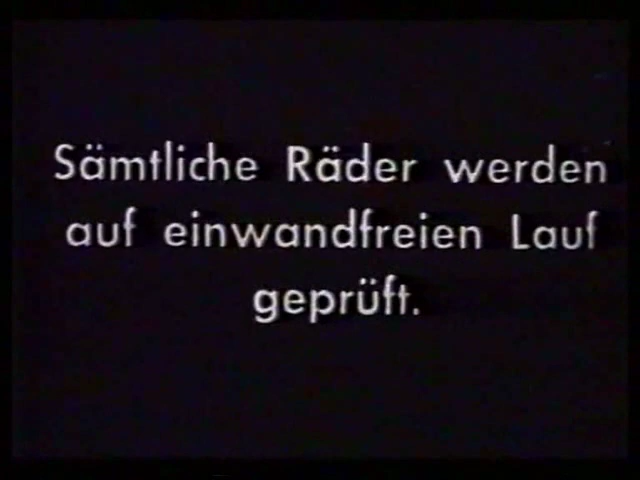 Sämtliche Räder werden
auf einwandfreien Lauf
geprüft.